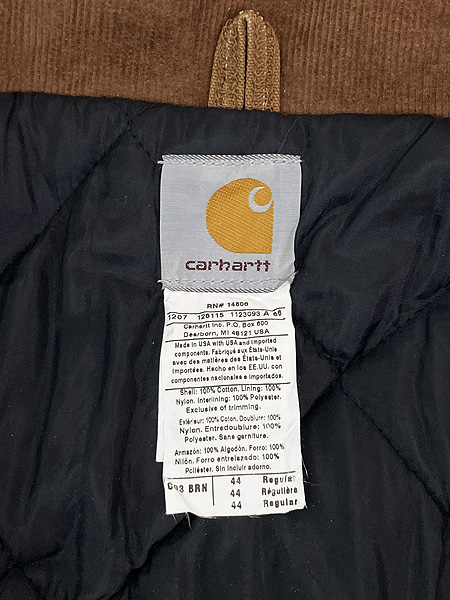 carhartt
RN# 14806
1207 126115 1123093 A
Carhartt Inc. P.O. Box 600
Dearborn, MI 48121 USA
Made in USA with USA and imported
components. Fabriqué aux États-Unis
avec des matières des États-Unis et
importées. Hecho en los EE.UU. con
componentes nacionales e importados.
Shell: 100% Cotton. Lining: 100%
Nylon. Interlining: 100% Polyester.
Exclusive of trimming.
Extérieur: 100% Coton. Doublure: 100%
Nylon. Entredoublure: 100%
Polyester. Sans garniture.
Armazón: 100% Algodón. Forro: 100%
Nilón. Forro entrelazado: 100%
Poliéster. Sin incluir adorno.
BRN 44 Regular
44 Régulière
44 Regular